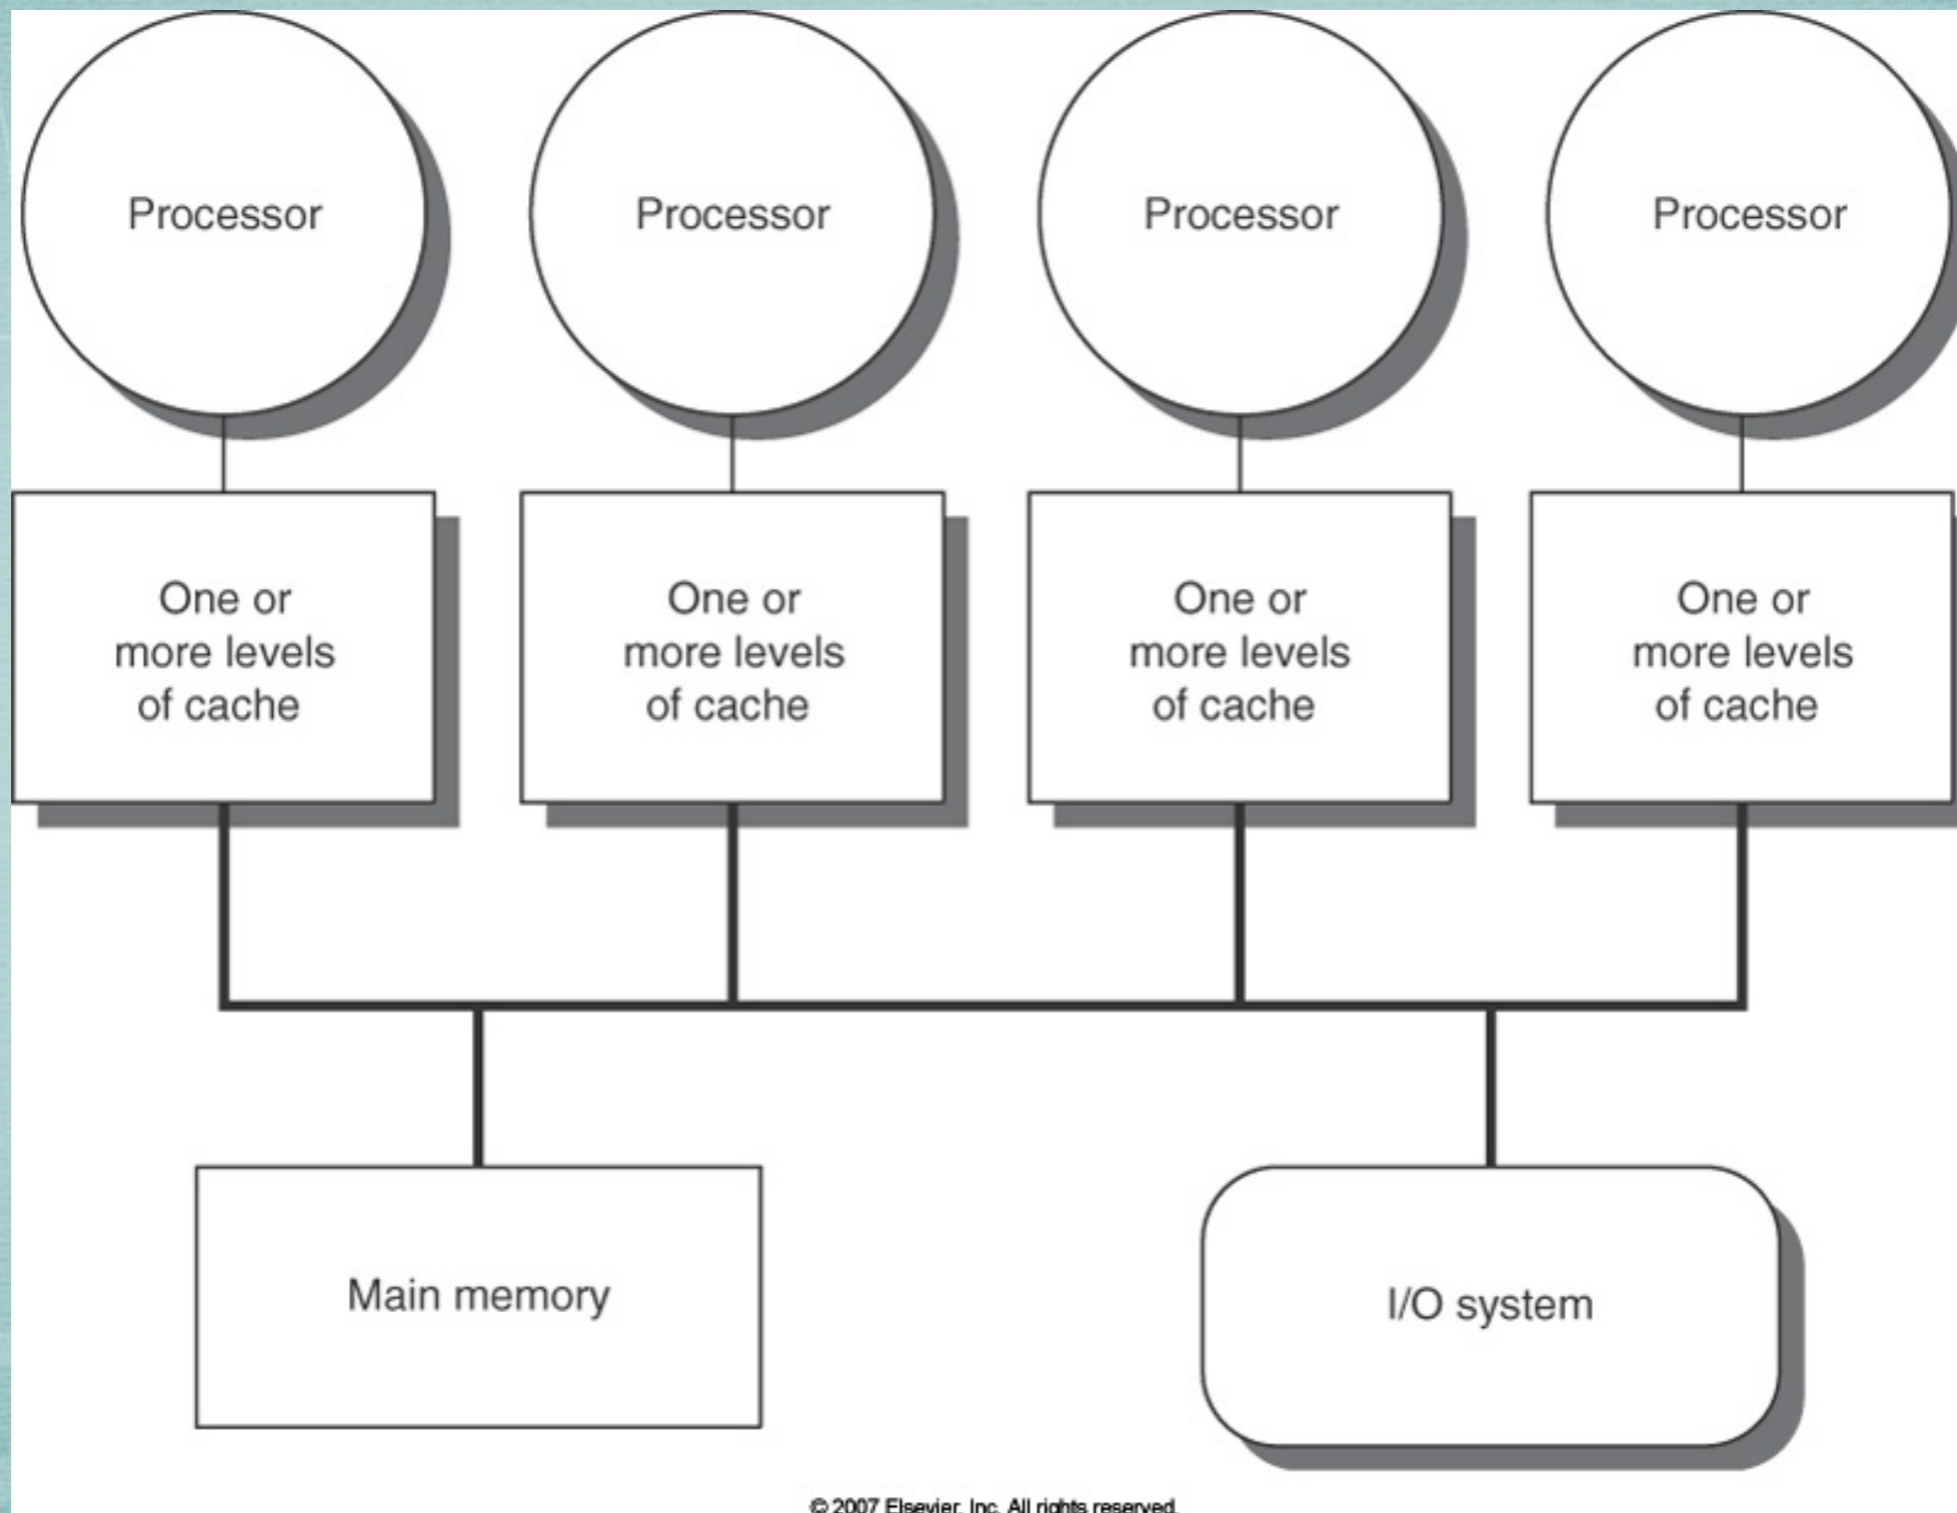 Processor
Processor
Processor
Processor
One or
more levels
of cache
One or
more levels
of cache
One or
more levels
of cache
One or
more levels
of cache
Main memory
I/O system
© 2007 Elsevier, Inc. All rights reserved.